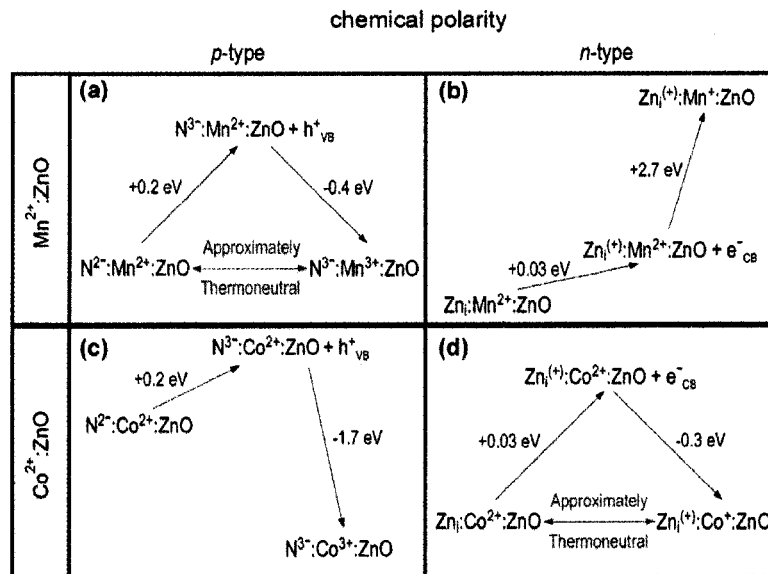 chemical polarity
p-type
n-type
Mn²⁺:ZnO
(a)
N³⁻:Mn²⁺:ZnO + h⁺VB
+0.2 eV
-0.4 eV
Approximately
N²⁻:Mn²⁺:ZnO
N³⁻:Mn³⁺:ZnO
Thermoneutral
(b)
Zni⁽⁺⁾:Mn⁺:ZnO
+2.7 eV
Zni⁽⁺⁾:Mn²⁺:ZnO + e⁻CB
+0.03 eV
Zni:Mn²⁺:ZnO
Co²⁺:ZnO
(c)
N³⁻:Co²⁺:ZnO + h⁺VB
+0.2 eV
N²⁻:Co²⁺:ZnO
-1.7 eV
N³⁻:Co³⁺:ZnO
(d)
Zni⁽⁺⁾:Co²⁺:ZnO + e⁻CB
+0.03 eV
-0.3 eV
Approximately
Zni:Co²⁺:ZnO
Zni⁽⁺⁾:Co⁺:ZnO
Thermoneutral